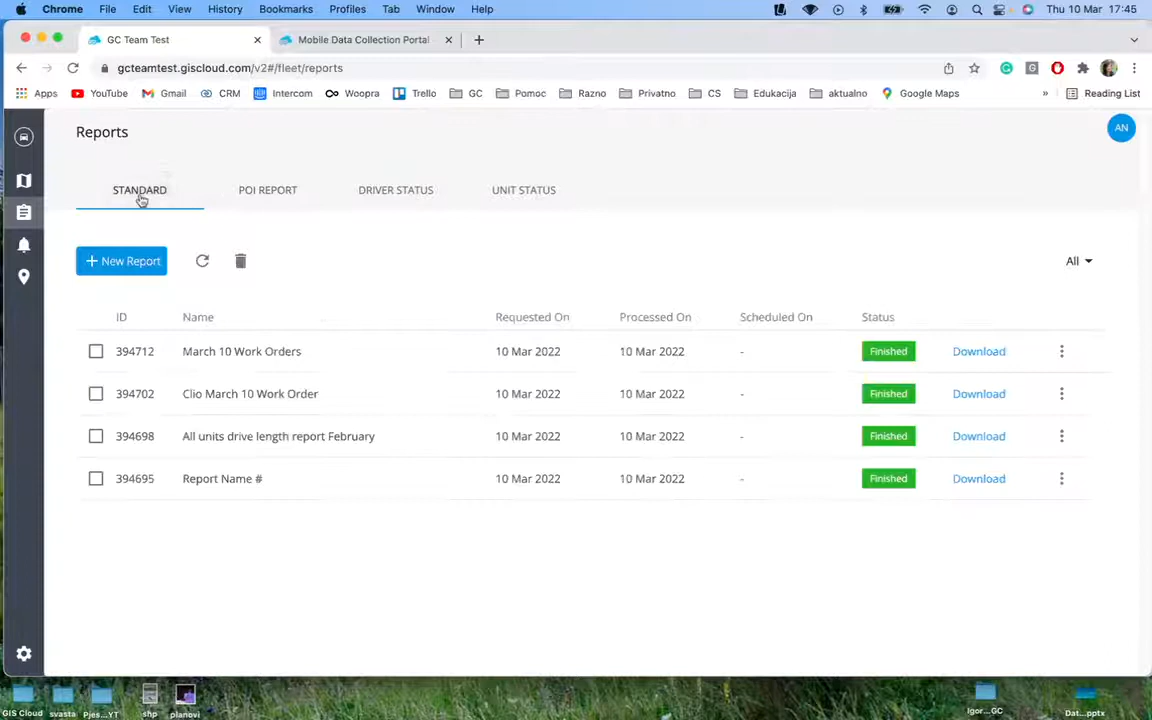 Chrome File Edit View History Bookmarks Profiles Tab Window Help Thu 10 Mar 17:45
GC Team Test Mobile Data Collection Portal
gcteamtest.giscloud.com/v2#/fleet/reports
Apps YouTube Gmail CRM Intercom Woopra Trello GC Pomoc Razno Privatno CS Edukacija aktualno Google Maps » Reading List
Reports
AN
STANDARD POI REPORT DRIVER STATUS UNIT STATUS
+ New Report All
ID Name Requested On Processed On Scheduled On Status
394712 March 10 Work Orders 10 Mar 2022 10 Mar 2022 - Finished Download
394702 Clio March 10 Work Order 10 Mar 2022 10 Mar 2022 - Finished Download
394698 All units drive length report February 10 Mar 2022 10 Mar 2022 - Finished Download
394695 Report Name # 10 Mar 2022 10 Mar 2022 - Finished Download
GIS Cloud svasta Pjes...YT shp planovi Igor...GC Dat...pptx